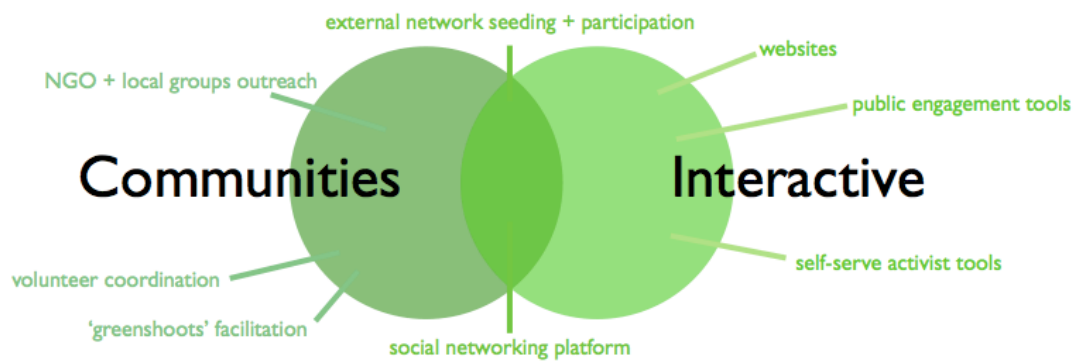 external network seeding + participation
websites
NGO + local groups outreach
public engagement tools
Communities
Interactive
volunteer coordination
self-serve activist tools
‘greenshoots’ facilitation
social networking platform